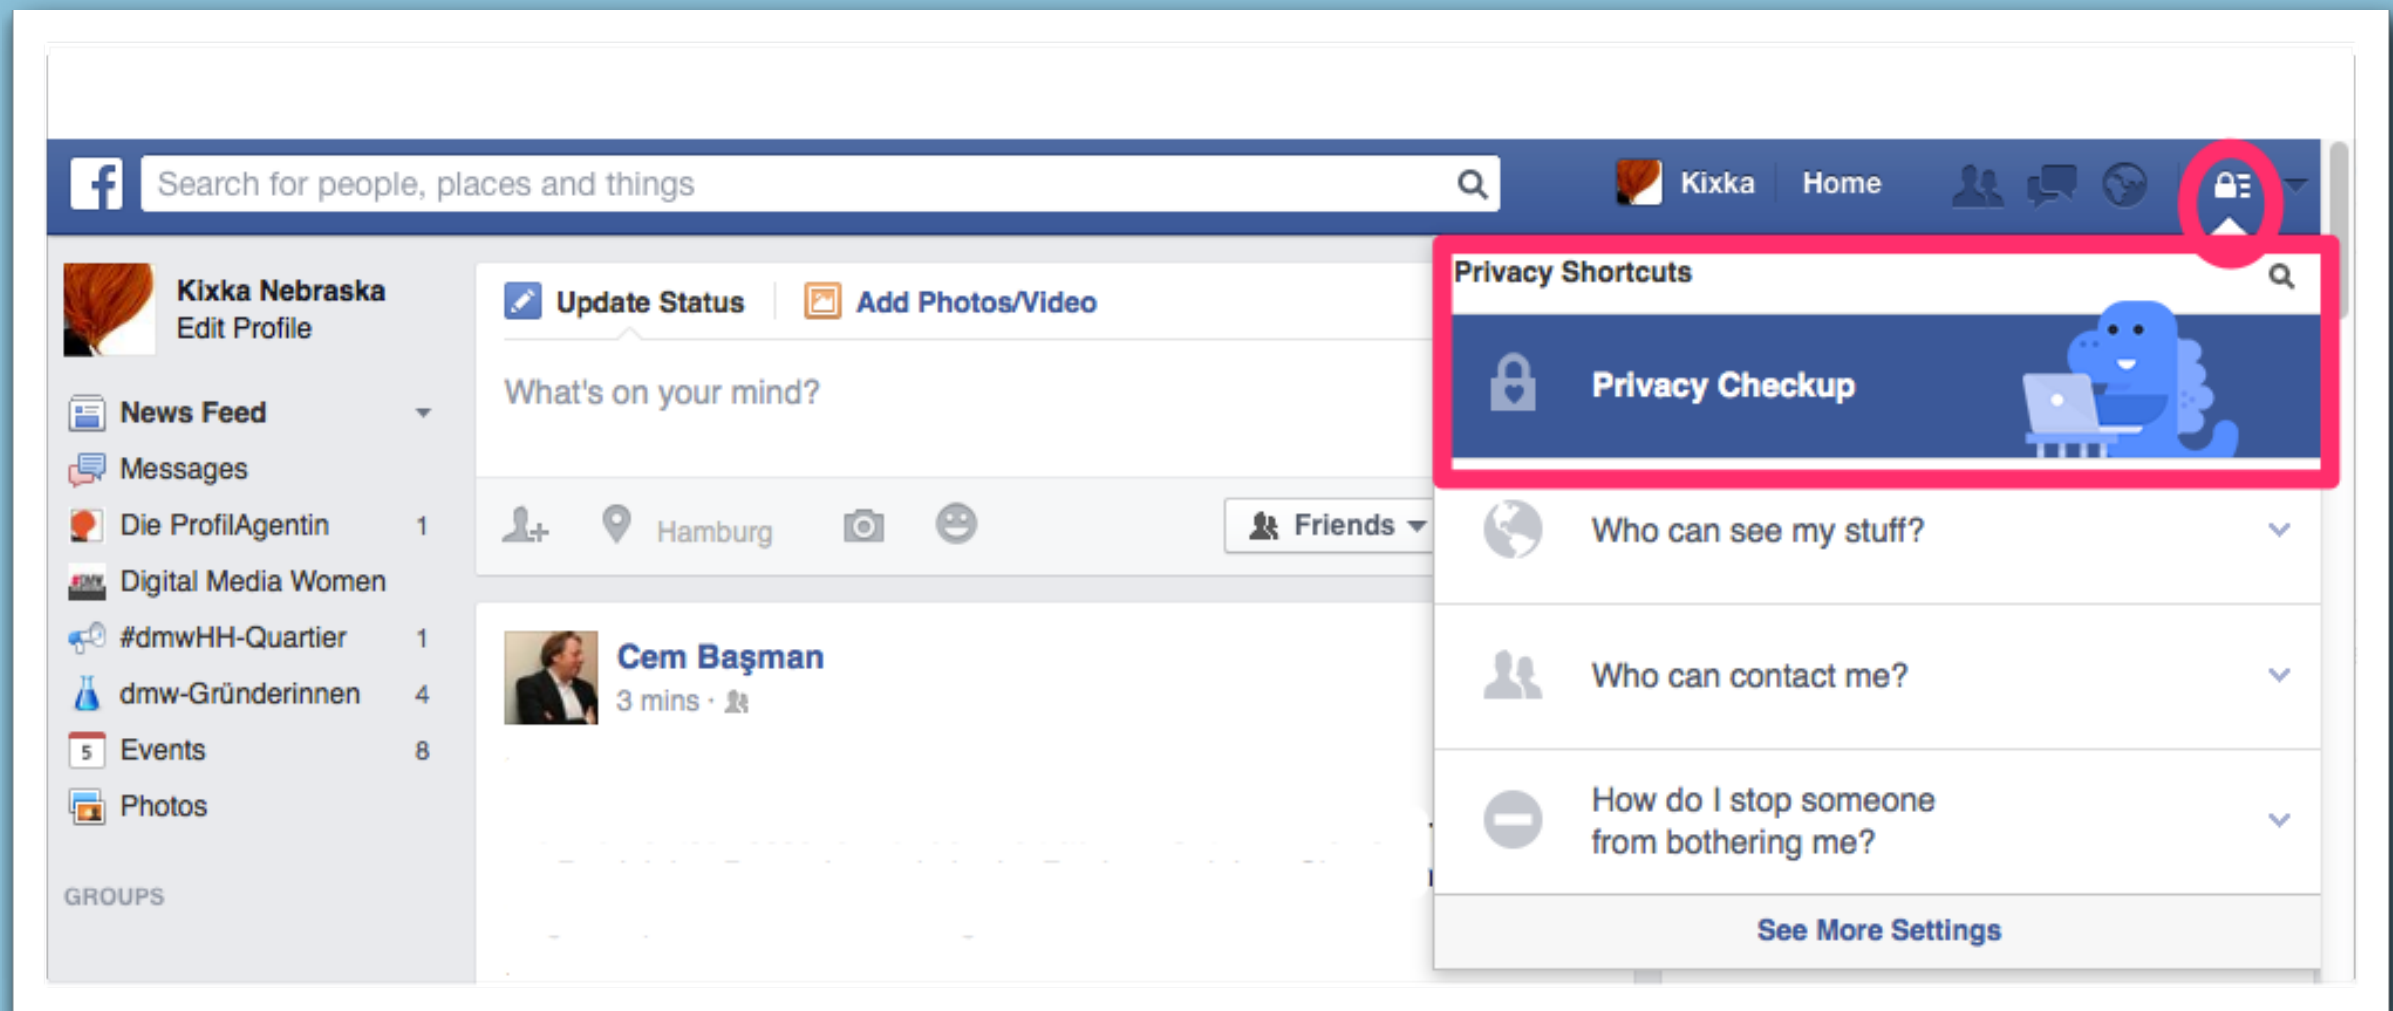 f
Search for people, places and things
Kixka
Home
Kixka Nebraska
Edit Profile
News Feed
Messages
Die ProfilAgentin 1
Digital Media Women
#dmwHH-Quartier 1
dmw-Gründerinnen 4
5 Events 8
Photos
GROUPS
Update Status
Add Photos/Video
What's on your mind?
Hamburg
Friends
Cem Başman
3 mins ·
Privacy Shortcuts
Privacy Checkup
Who can see my stuff?
Who can contact me?
How do I stop someone
from bothering me?
See More Settings